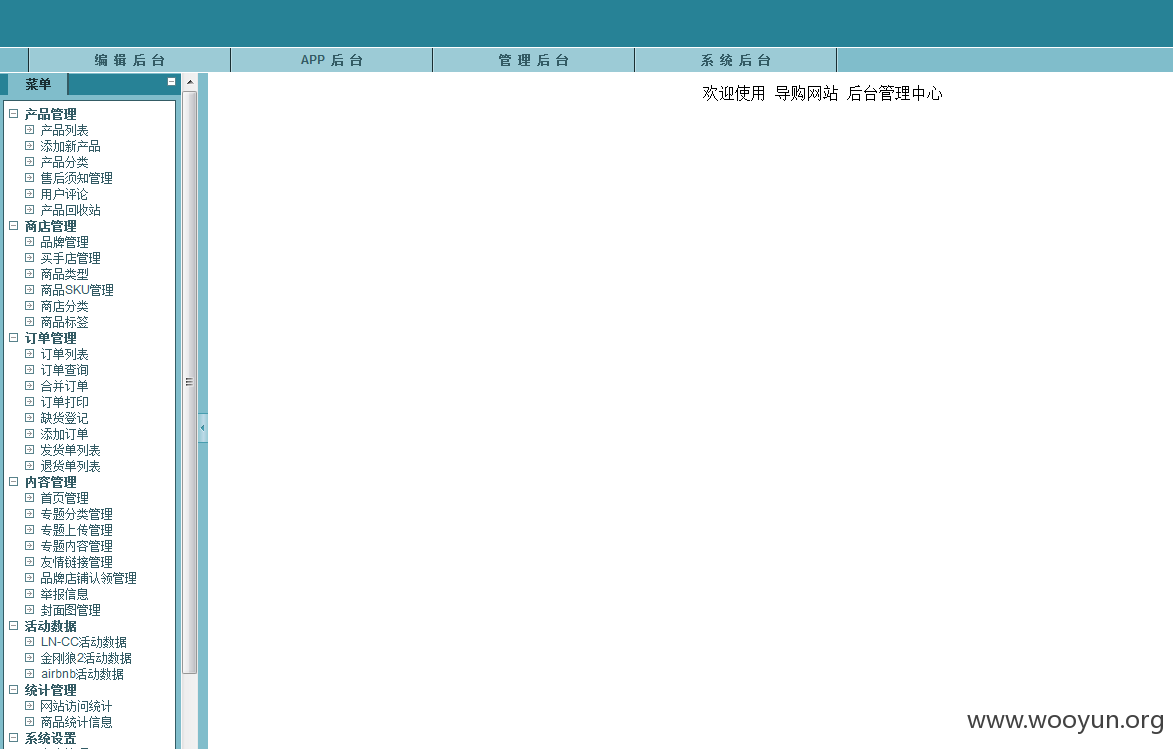 编辑后台 APP后台 管理后台 系统后台
菜单
欢迎使用 导购网站 后台管理中心
产品管理
产品列表
添加新产品
产品分类
售后须知管理
用户评论
产品回收站
商店管理
品牌管理
买手店管理
商品类型
商品SKU管理
商店分类
商品标签
订单管理
订单列表
订单查询
合并订单
订单打印
缺货登记
添加订单
发货单列表
退货单列表
内容管理
首页管理
专题分类管理
专题上传管理
专题内容管理
友情链接管理
品牌店铺认领管理
举报信息
封面图管理
活动数据
LN-CC活动数据
金刚狼2活动数据
airbnb活动数据
统计管理
网站访问统计
商品统计信息
系统设置
www.wooyun.org